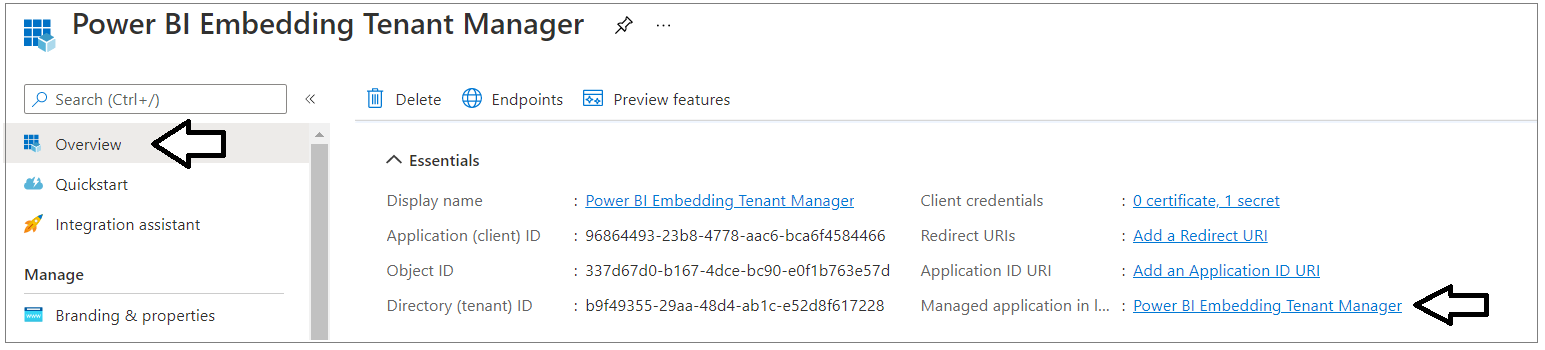 Power BI Embedding Tenant Manager
Search (Ctrl+/)
«
Delete
Endpoints
Preview features
Overview
Quickstart
Integration assistant
Manage
Branding & properties
Essentials
Display name : Power BI Embedding Tenant Manager
Client credentials : 0 certificate, 1 secret
Application (client) ID : 96864493-23b8-4778-aac6-bca6f4584466
Redirect URIs : Add a Redirect URI
Object ID : 337d67d0-b167-4dce-bc90-e0f1b763e57d
Application ID URI : Add an Application ID URI
Directory (tenant) ID : b9f49355-29aa-48d4-ab1c-e52d8f617228
Managed application in l... : Power BI Embedding Tenant Manager